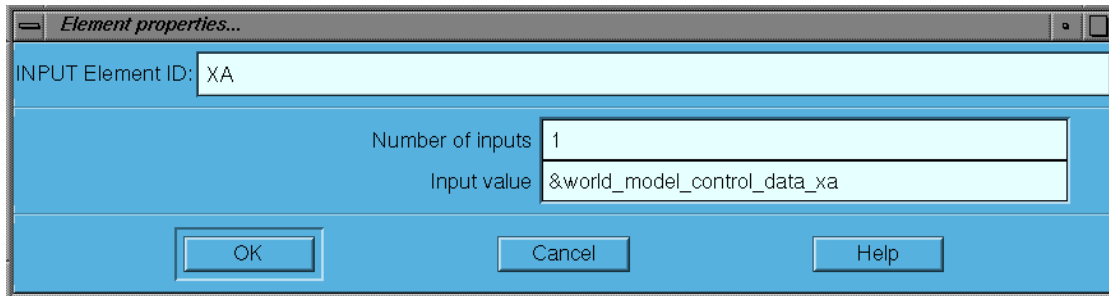 Element properties...
INPUT Element ID: XA
Number of inputs 1
Input value &world_model_control_data_xa
OK Cancel Help